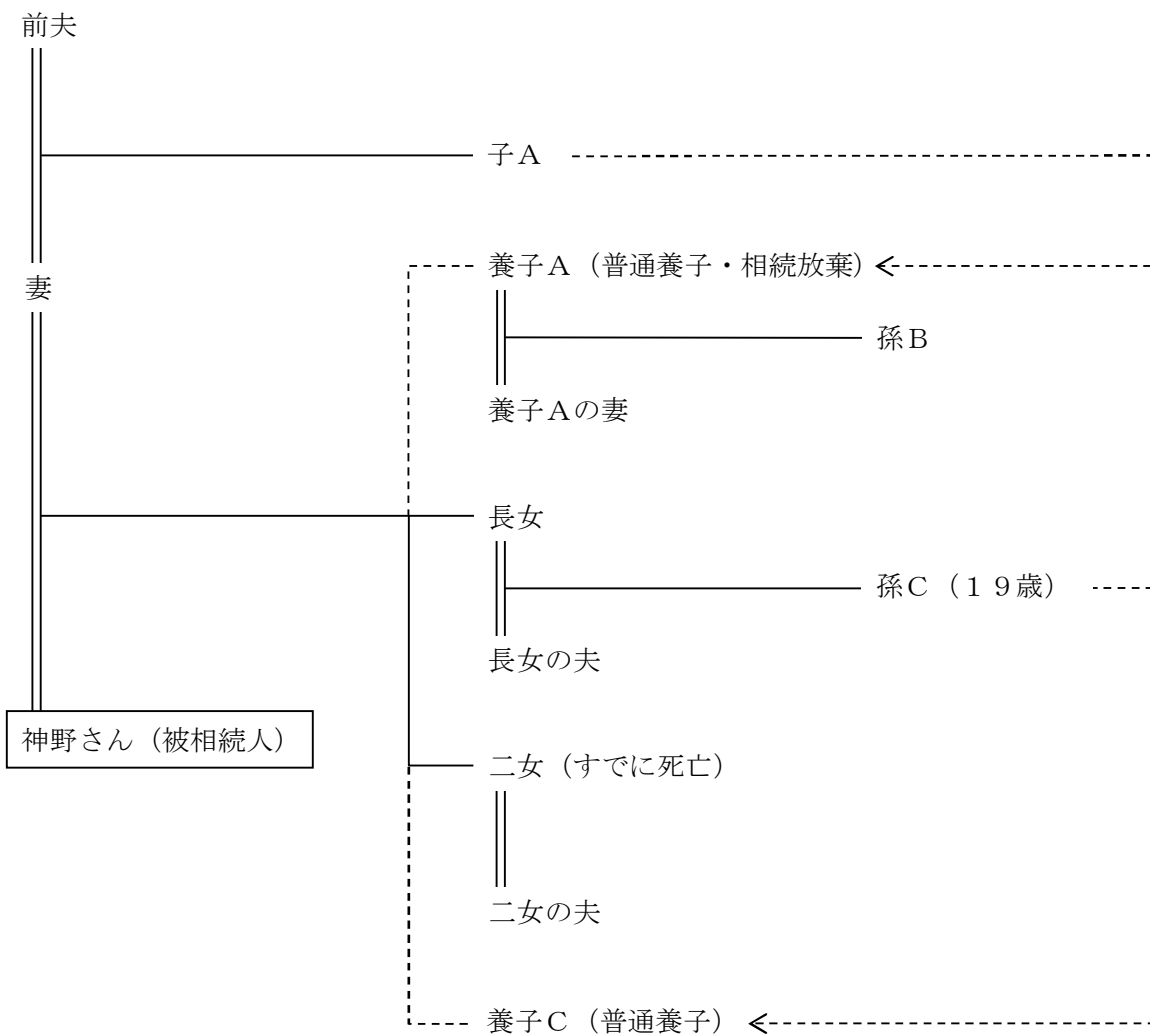 前夫
子Ａ
養子Ａ（普通養子・相続放棄）
妻
孫Ｂ
養子Ａの妻
長女
孫Ｃ（１９歳）
長女の夫
神野さん（被相続人）
二女（すでに死亡）
二女の夫
養子Ｃ（普通養子）